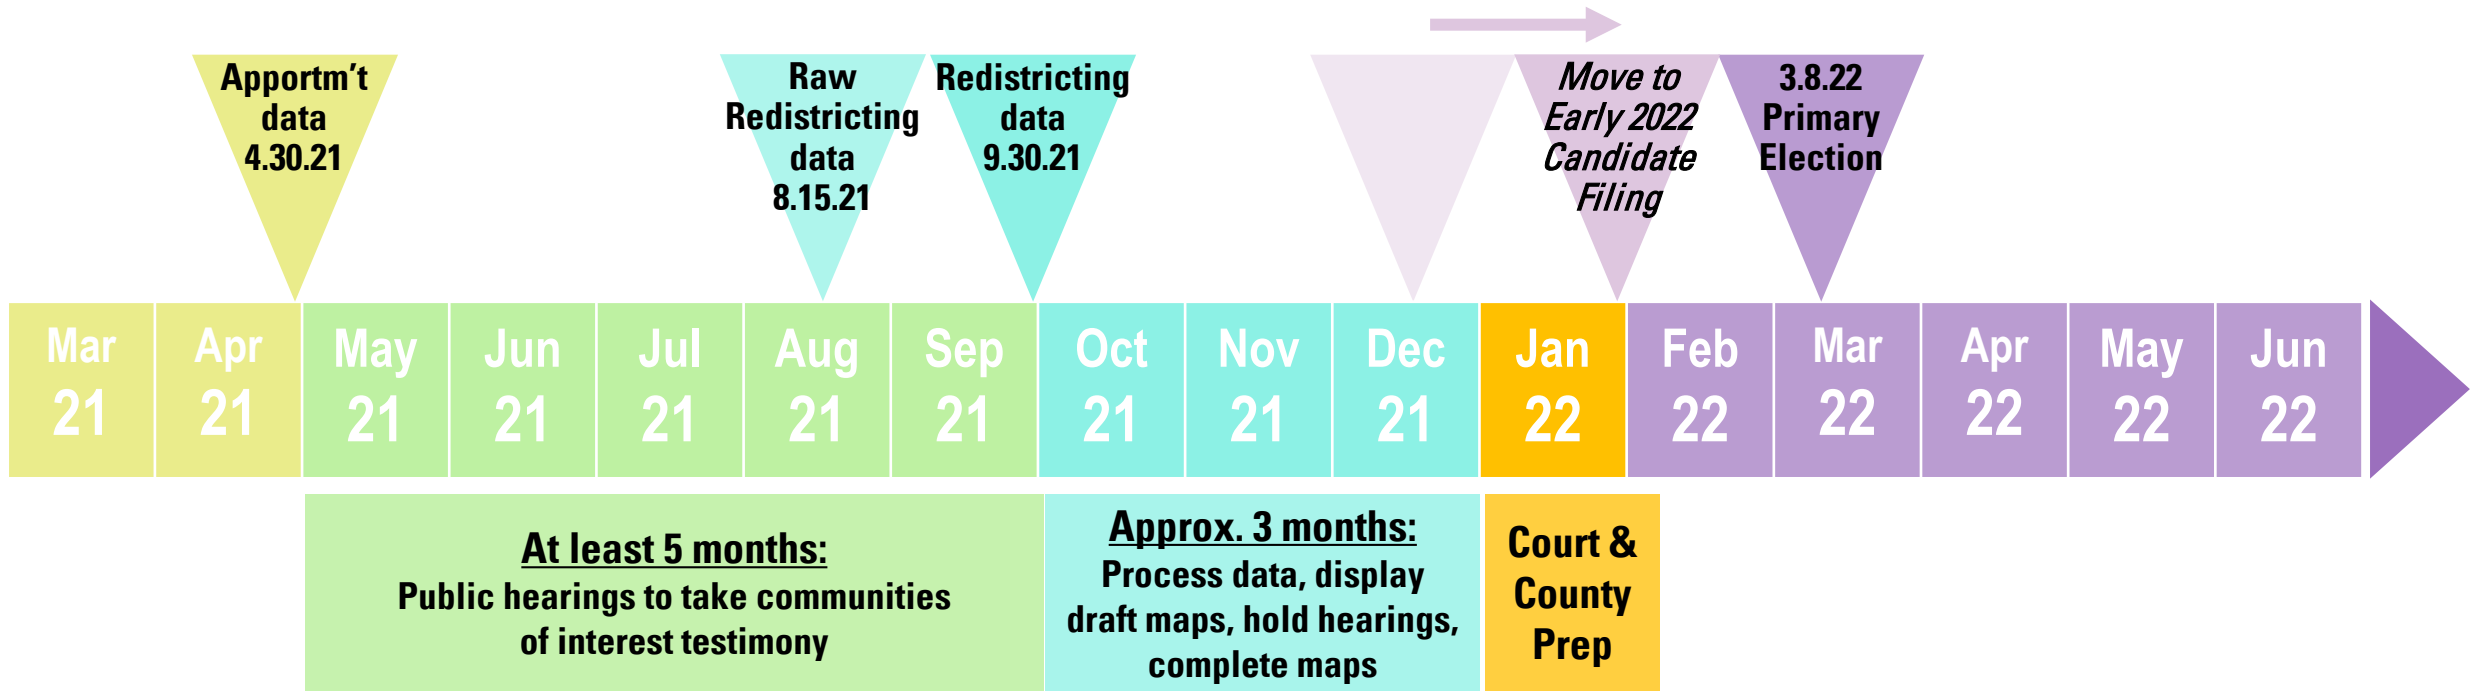 Apportm't
data
4.30.21
Raw
Redistricting
data
8.15.21
Redistricting
data
9.30.21
Move to
Early 2022
Candidate
Filing
3.8.22
Primary
Election
Mar
21
Apr
21
May
21
Jun
21
Jul
21
Aug
21
Sep
21
Oct
21
Nov
21
Dec
21
Jan
22
Feb
22
Mar
22
Apr
22
May
22
Jun
22
At least 5 months:
Public hearings to take communities
of interest testimony
Approx. 3 months:
Process data, display
draft maps, hold hearings,
complete maps
Court &
County
Prep